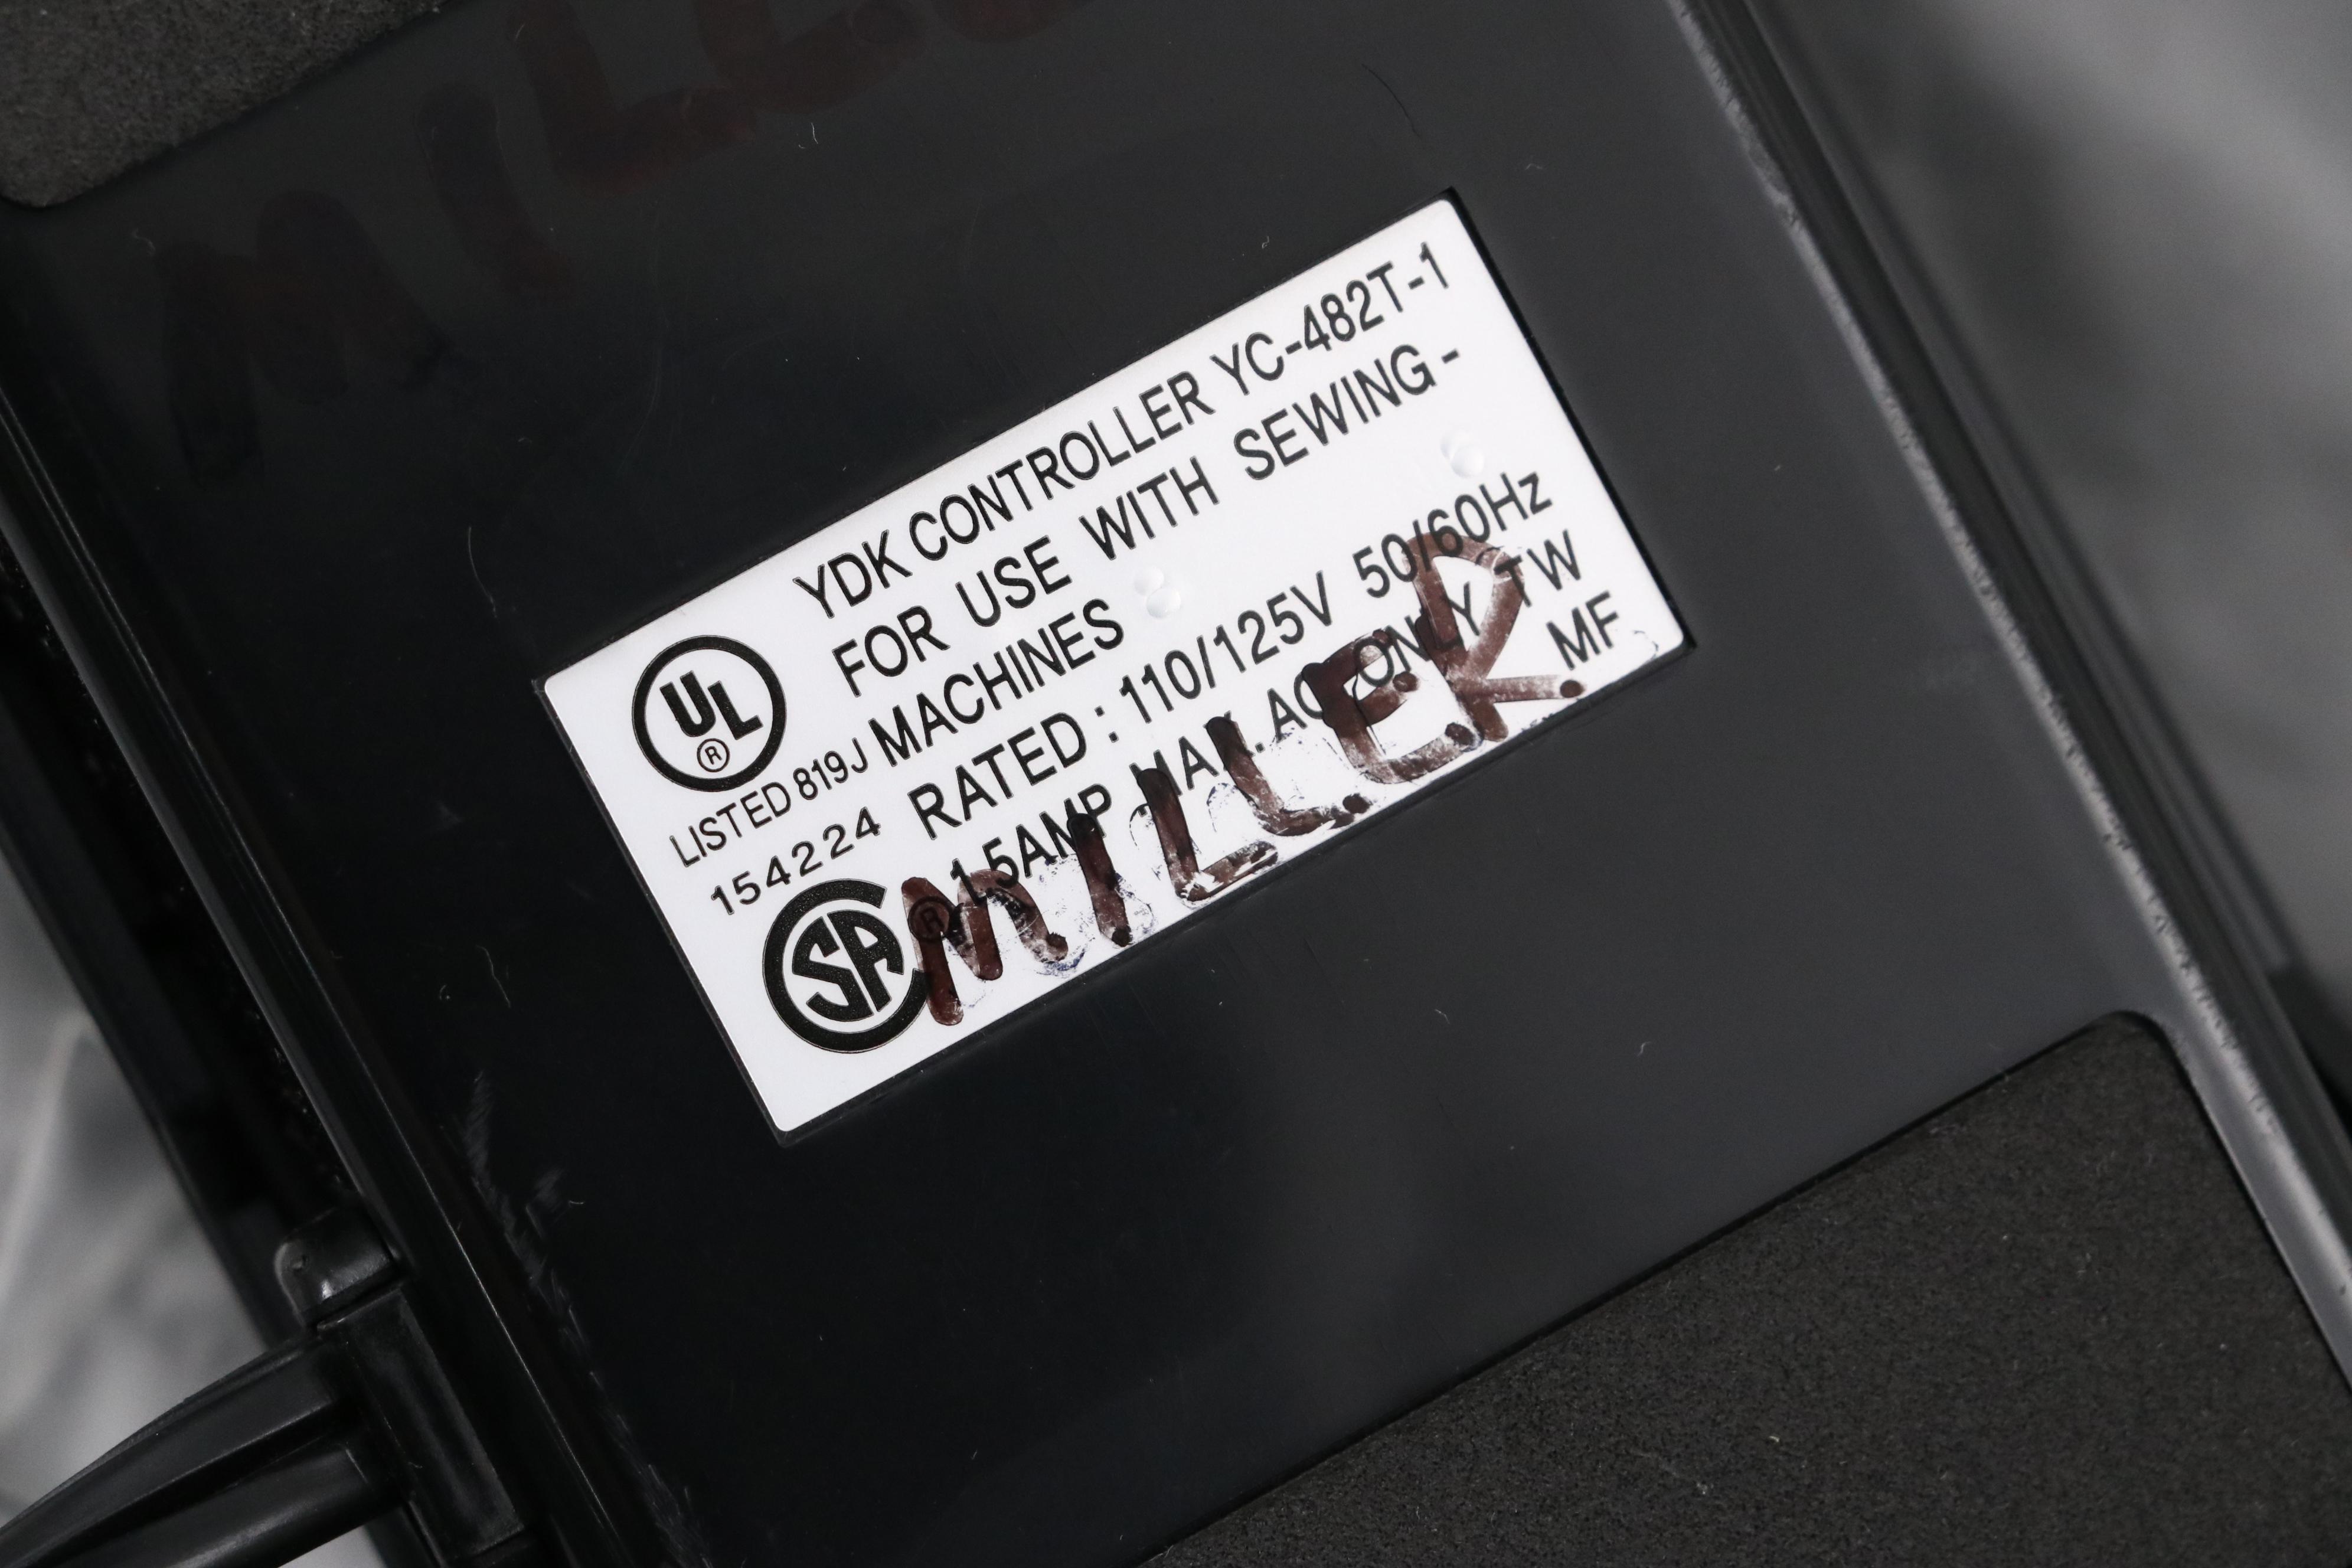 MILLE
YDK CONTROLLER YC-482T-1
FOR USE WITH SEWING-
MACHINES
UL
®
LISTED 819J
154224
RATED : 110/125V 50/60Hz
1.5AMP MAX. AC ONLY TW
MF
SA
®
MILLER